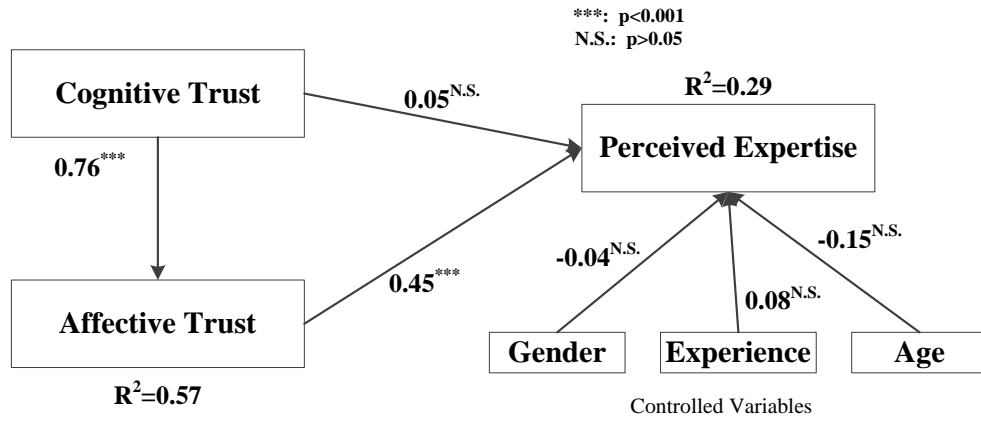 ***: p<0.001
N.S.: p>0.05
Cognitive Trust
0.05N.S.
R2=0.29
Perceived Expertise
0.76***
-0.04N.S.
-0.15N.S.
0.45***
0.08N.S.
Affective Trust
Gender
Experience
Age
R2=0.57
Controlled Variables